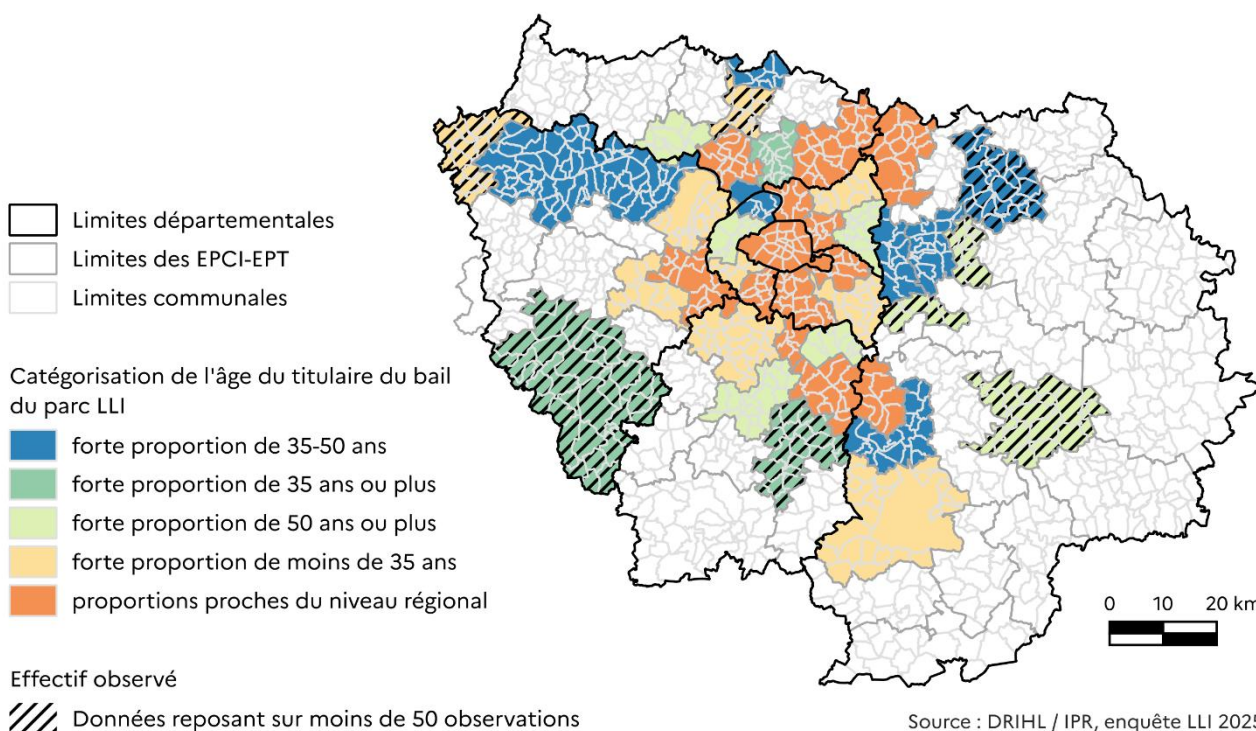 Limites départementales
Limites des EPCI-EPT
Limites communales
Catégorisation de l'âge du titulaire du bail
du parc LLI
forte proportion de 35-50 ans
forte proportion de 35 ans ou plus
forte proportion de 50 ans ou plus
forte proportion de moins de 35 ans
proportions proches du niveau régional
Effectif observé
Données reposant sur moins de 50 observations
0 10 20 km
Source : DRIHL / IPR, enquête LLI 2025